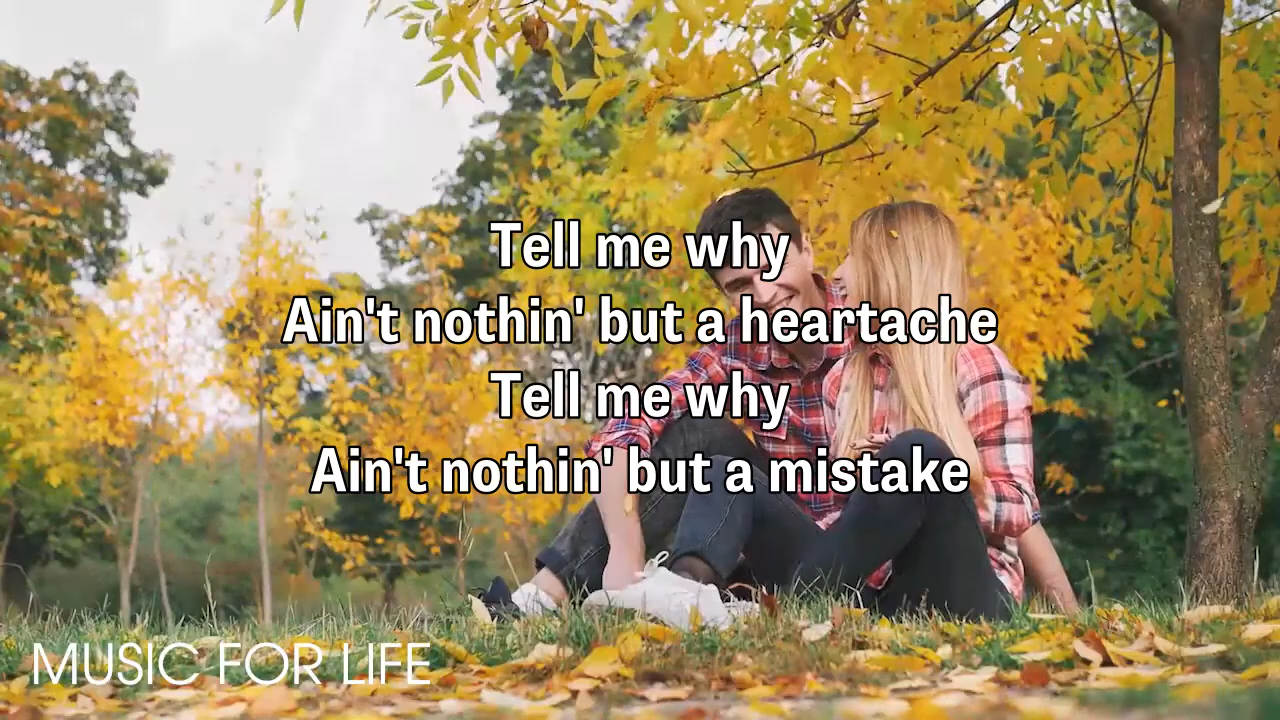 Tell me why
Ain't nothin' but a heartache
Tell me why
Ain't nothin' but a mistake
MUSIC FOR LIFE